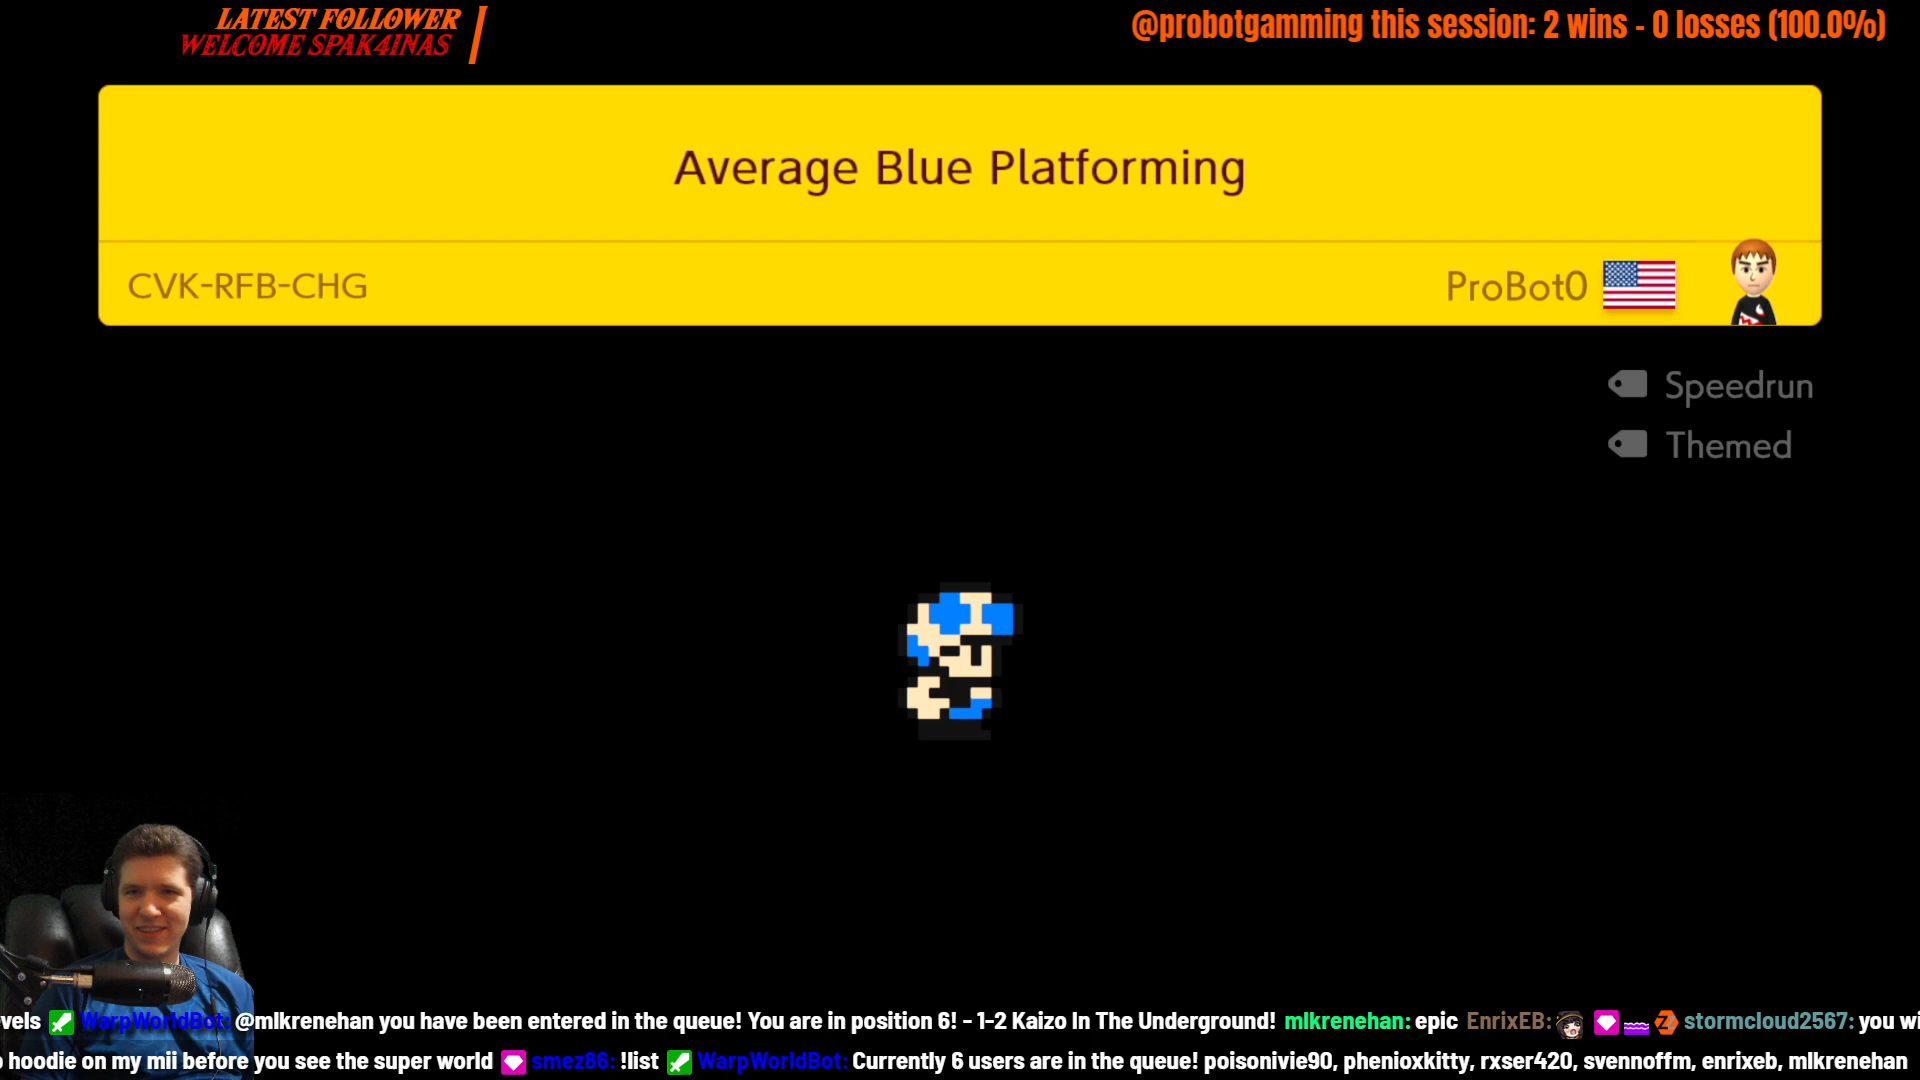 LATEST FOLLOWER
WELCOME SPAK4INAS
@probotgamming this session: 2 wins - 0 losses (100.0%)
Average Blue Platforming
CVK-RFB-CHG
ProBot0
Speedrun
Themed
vels WarpWorldBot: @mlkrenehan you have been entered in the queue! You are in position 6! - 1-2 Kaizo In The Underground! mlkrenehan: epic EnrixEB: stormcloud2567: you wi
hoodie on my mii before you see the super world smez86: !list WarpWorldBot: Currently 6 users are in the queue! poisonivie90, phenioxkitty, rxser420, svennoffm, enrixeb, mlkrenehan